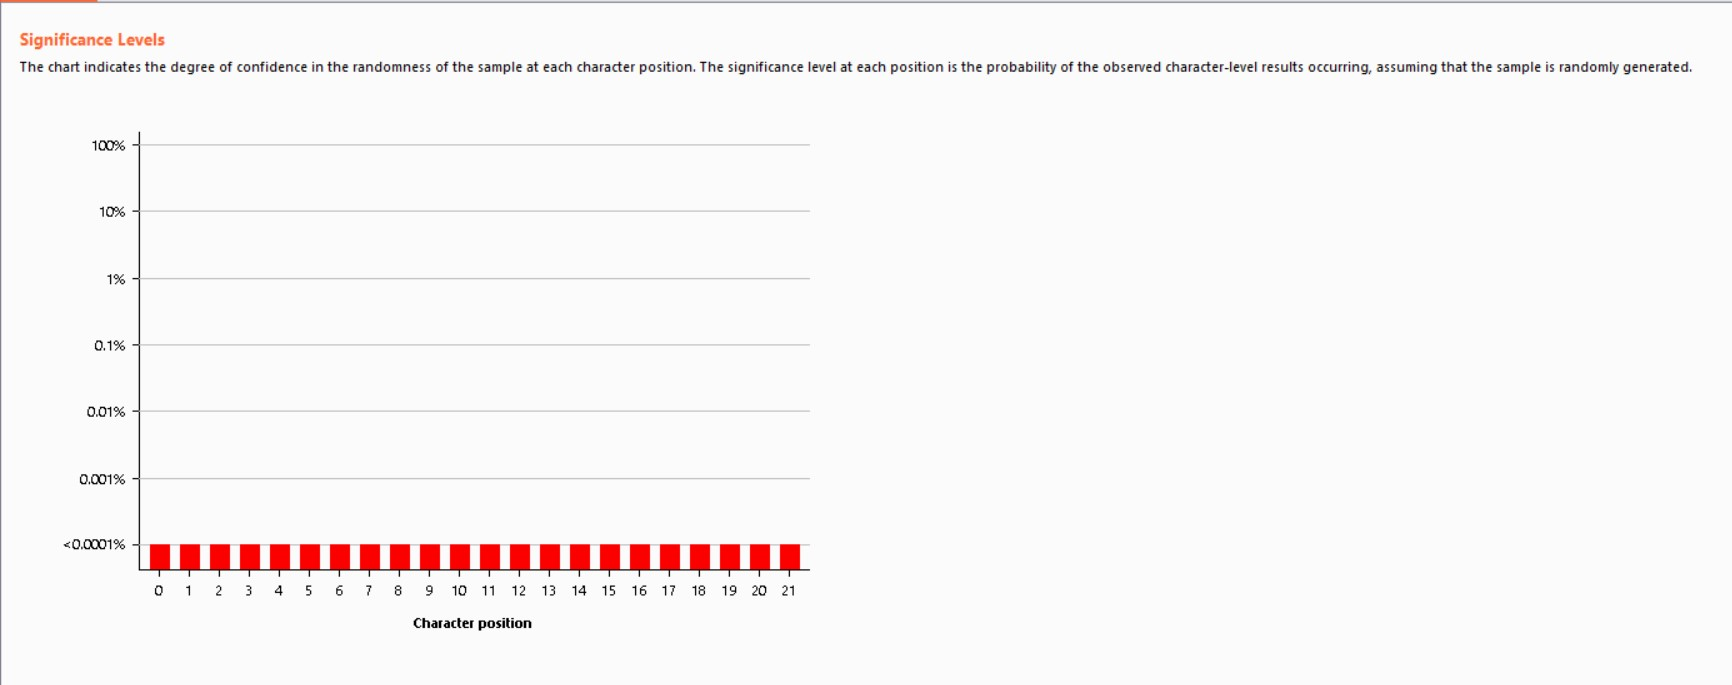 Significance Levels
The chart indicates the degree of confidence in the randomness of the sample at each character position. The significance level at each position is the probability of the observed character-level results occurring, assuming that the sample is randomly generated.
100%
10%
1%
0.1%
0.01%
0.001%
<0.0001%
0 1 2 3 4 5 6 7 8 9 10 11 12 13 14 15 16 17 18 19 20 21
Character position